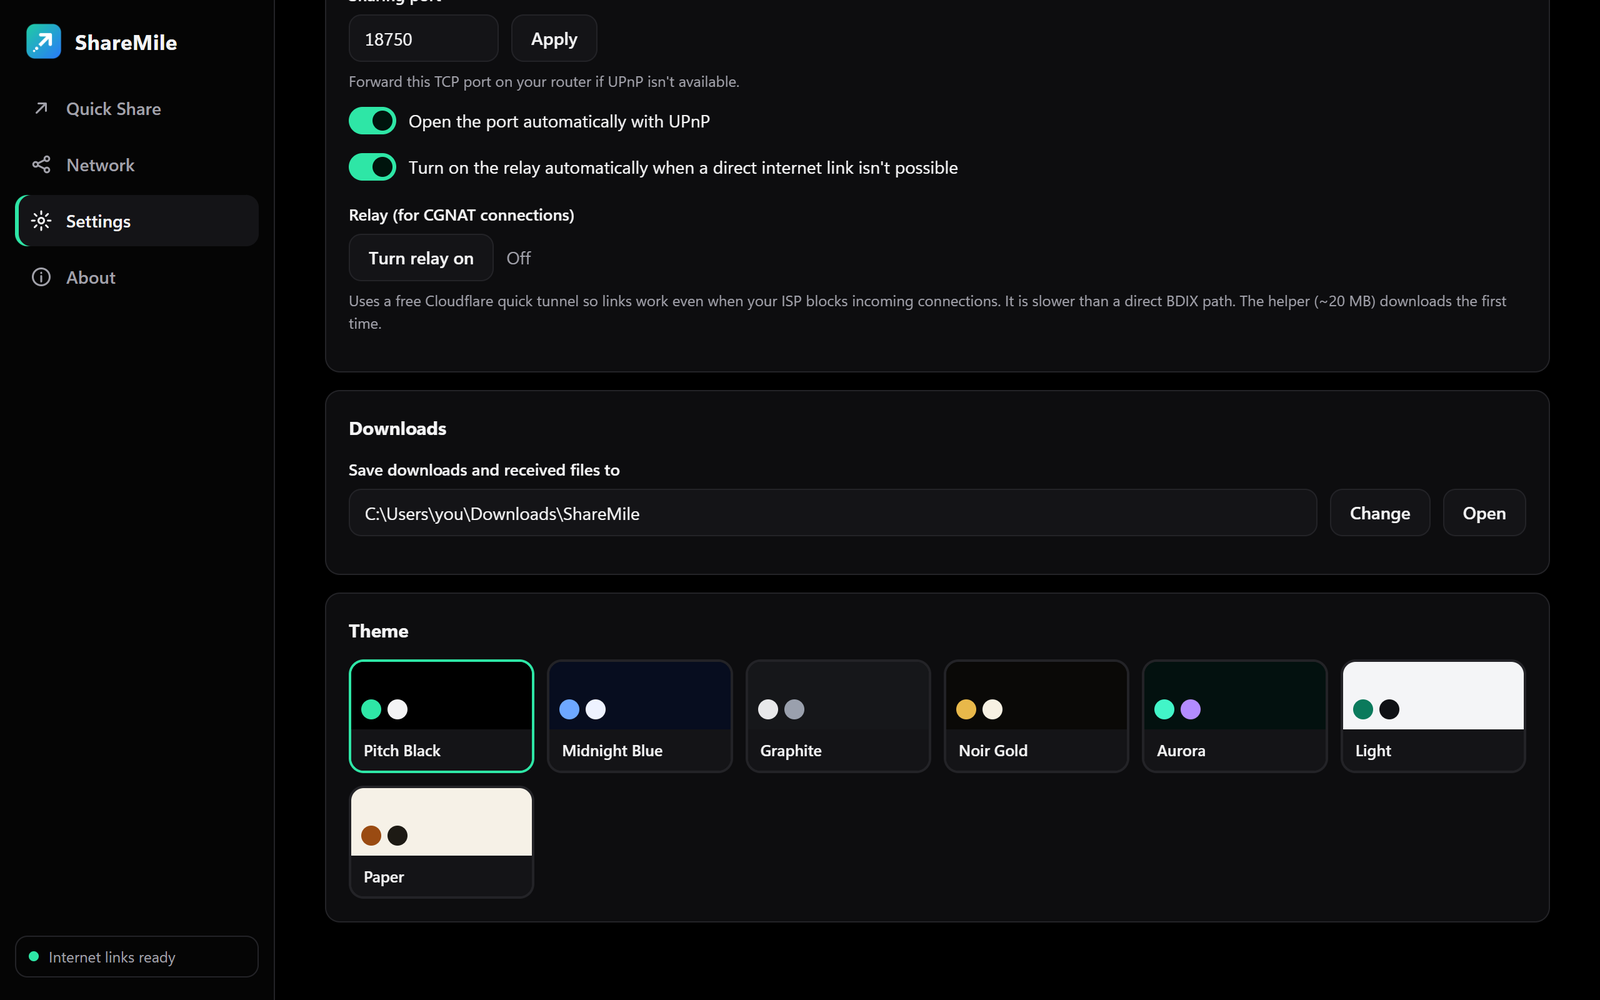 ShareMile
Quick Share
Network
Settings
About
Internet links ready
Sharing port
18750
Apply
Forward this TCP port on your router if UPnP isn't available.
Open the port automatically with UPnP
Turn on the relay automatically when a direct internet link isn't possible
Relay (for CGNAT connections)
Turn relay on
Off
Uses a free Cloudflare quick tunnel so links work even when your ISP blocks incoming connections. It is slower than a direct BDIX path. The helper (~20 MB) downloads the first
time.
Downloads
Save downloads and received files to
C:\Users\you\Downloads\ShareMile
Change
Open
Theme
Pitch Black
Midnight Blue
Graphite
Noir Gold
Aurora
Light
Paper